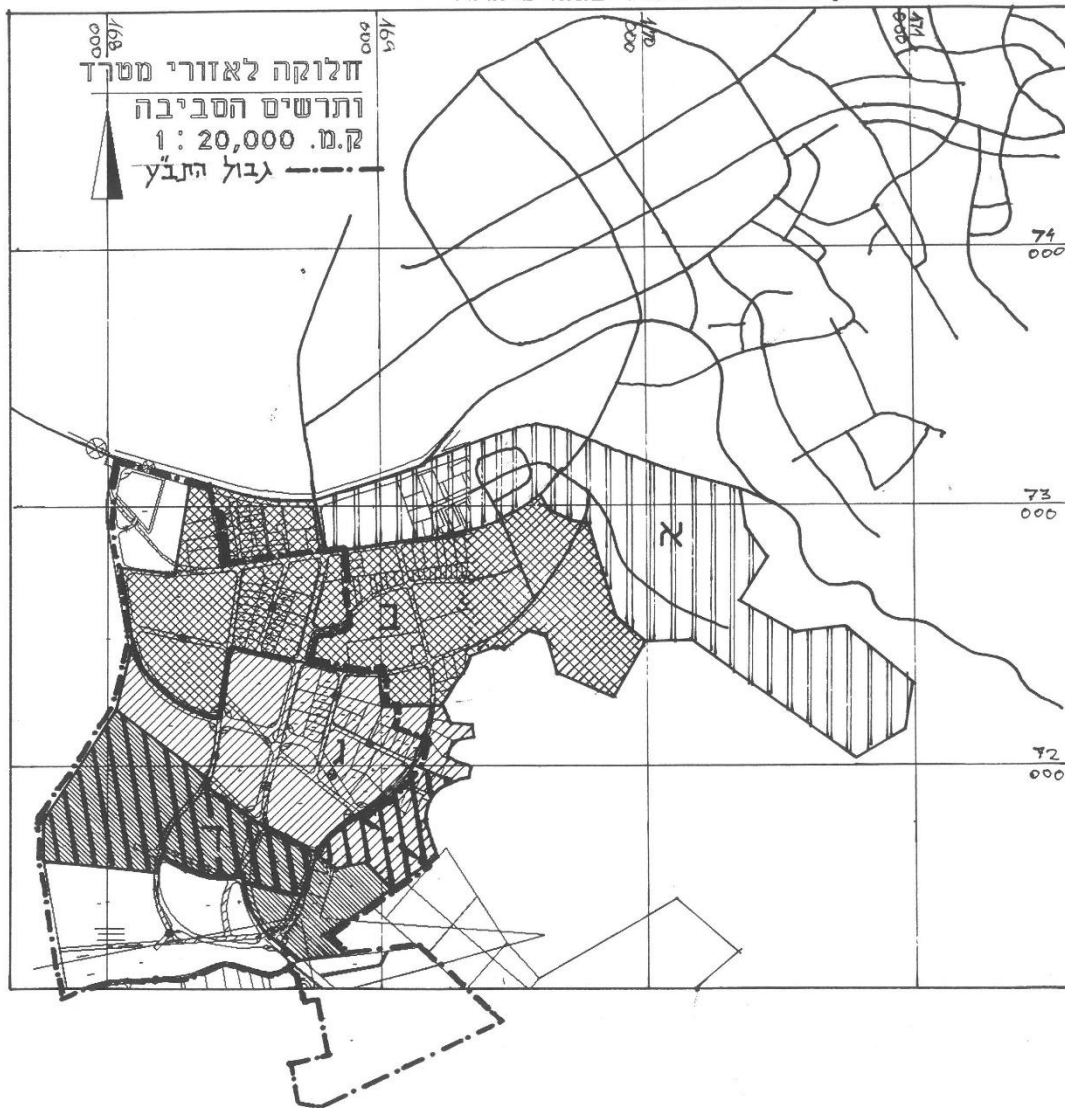 168
000
169
000
170
000
171
000
חלוקה לאזורי מטרד
ותרשים הסביבה
ק.מ. 20,000 : 1
גבול התב"ע
74
000
73
000
א
ב
ג
72
000
ד